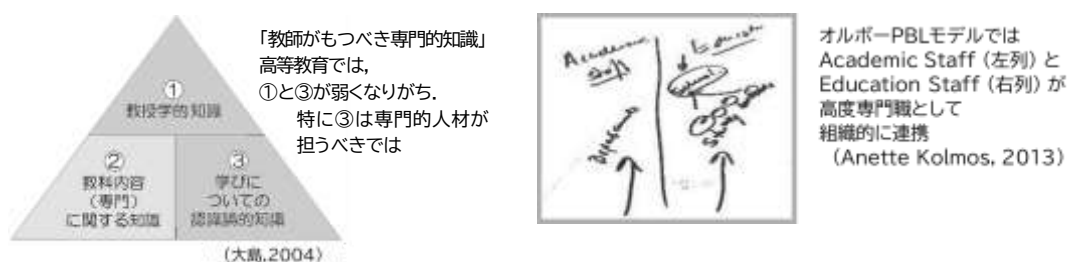 ①
教授学的知識
②
教科内容
（専門）
に関する知識
③
学びに
ついての
認識論的知識
（大島,2004）
「教師がもつべき専門的知識」
高等教育では，
①と③が弱くなりがち．
特に③は専門的人材が
担うべきでは
Academic
Staff
オルボーPBLモデルでは
Academic Staff（左列）と
Education Staff（右列）が
高度専門職として
組織的に連携
（Anette Kolmos, 2013）